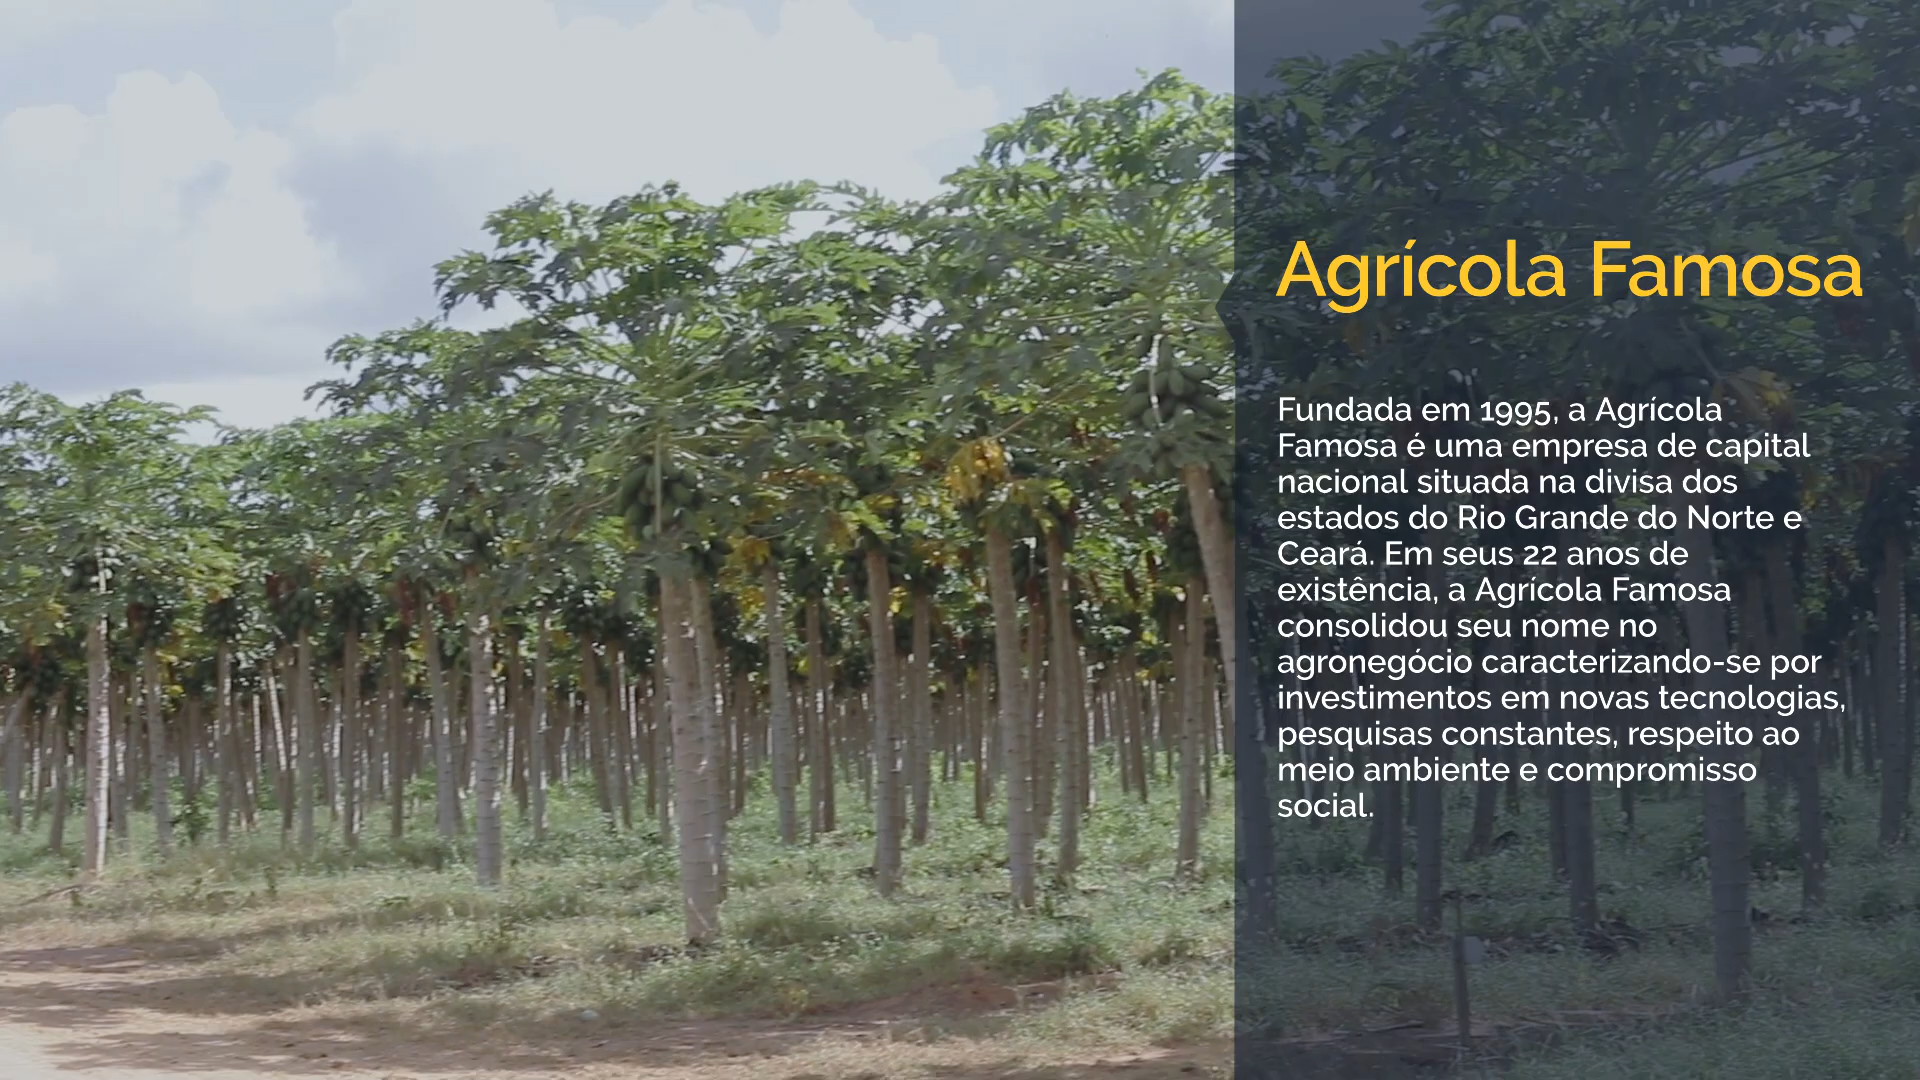 Agrícola Famosa
Fundada em 1995, a Agrícola
Famosa é uma empresa de capital
nacional situada na divisa dos
estados do Rio Grande do Norte e
Ceará. Em seus 22 anos de
existência, a Agrícola Famosa
consolidou seu nome no
agronegócio caracterizando-se por
investimentos em novas tecnologias,
pesquisas constantes, respeito ao
meio ambiente e compromisso
social.